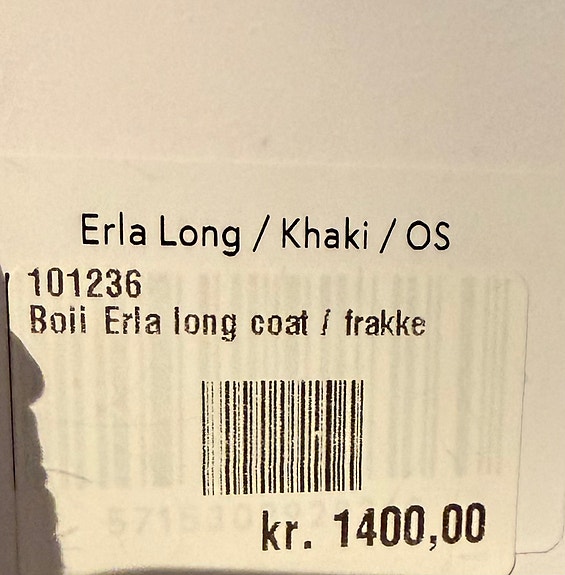 Erla Long / Khaki / OS
101236
Boii Erla long coat / frakke
kr. 1400,00